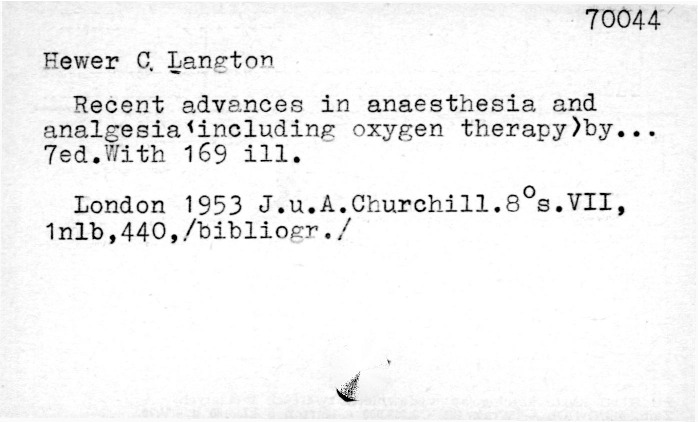 70044
Hewer C. Langton
Recent advances in anaesthesia and
analgesia(including oxygen therapy)by...
7ed.With 169 ill.
London 1953 J.u.A.Churchill.8°s.VII,
1nlb,440,/bibliogr./